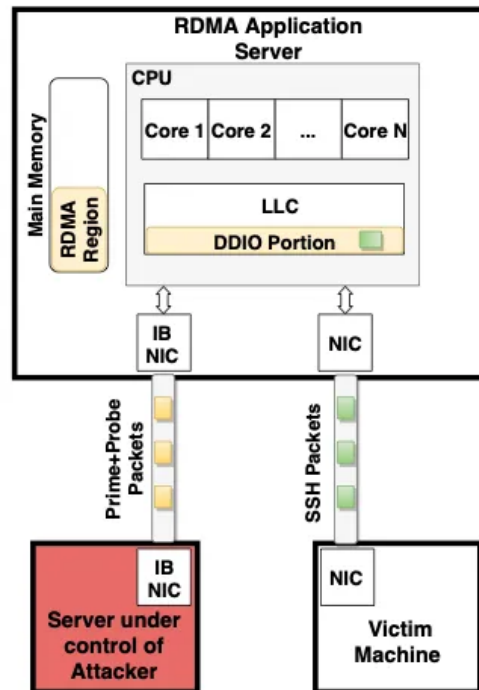 RDMA Application
Server
CPU
Core 1
Core 2
...
Core N
Main Memory
RDMA
Region
LLC
DDIO Portion
IB
NIC
NIC
Prime+Probe
Packets
SSH Packets
IB
NIC
Server under
control of
Attacker
NIC
Victim
Machine